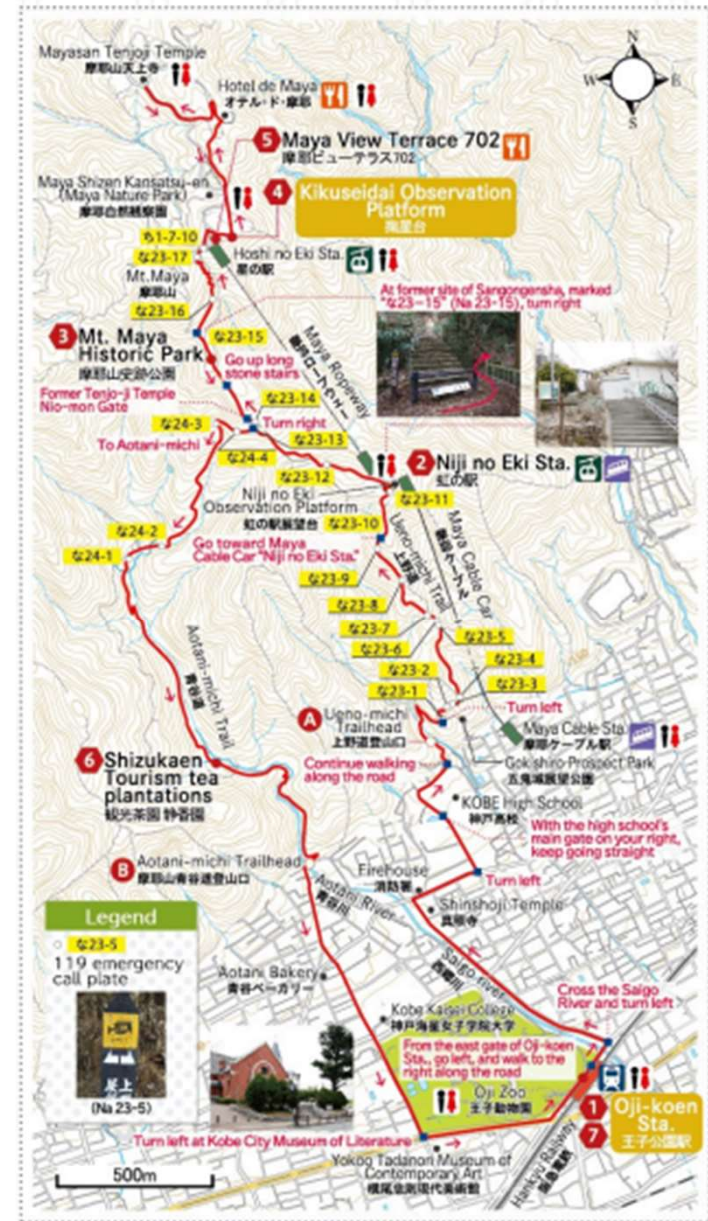 N
W
E
S
Mayasan Tenjoji Temple
摩耶山天上寺
Hotel de Maya
オテル・ド・摩耶
5
Maya View Terrace 702
摩耶ビューテラス702
Maya Shizen Kansatsu-en
(Maya Nature Park)
摩耶自然観察園
4
Kikuseidai Observation
Platform
掬星台
ち1-7-10
な23-17
Hoshi no Eki Sta.
星の駅
Mt.Maya
摩耶山
な23-16
At former site of Sangongensha, marked
"な23-15" (Na 23-15), turn right
3
Mt. Maya
Historic Park
摩耶山史跡公園
な23-15
Go up long
stone stairs
Maya Ropeway
Former Tenjo-ji Temple
Nio-mon Gate
な23-14
Turn right
な24-3
To Aotani-michi
な23-13
な24-4
な23-12
2
Niji no Eki Sta.
虹の駅
な23-11
Niji no Eki
Observation Platform
虹の駅展望台
な23-10
Go toward Maya
Cable Car "Niji no Eki Sta."
Ueno-michi Trail
上野道
Maya Cable Car
な24-2
な24-1
な23-9
な23-8
な23-7
な23-6
な23-5
な23-4
な23-2
な23-3
な23-1
Turn left
Aotani-michi Trail
青谷道
A
Ueno-michi
Trailhead
上野道登山口
Maya Cable Sta.
摩耶ケーブル駅
Gokishiro Prospect Park
五鬼城展望公園
Continue walking
along the road
6
Shizukaen
Tourism tea
plantations
観光茶園 静香園
KOBE High School
神戸高校
With the high school's
main gate on your right,
keep going straight
B
Aotani-michi Trailhead
摩耶山青谷道登山口
Firehouse
消防署
Turn left
Aotani River
青谷川
Shinshoji Temple
真照寺
Legend
な23-5
119 emergency
call plate
(Na 23-5)
Saigo river
西郷川
Aotani Bakery
青谷ベーカリー
Cross the Saigo
River and turn left
Kobe Kaisei College
神戸海星女子学院大学
From the east gate of Oji-koen
Sta., go left, and walk to the
right along the road
Oji Zoo
王子動物園
1
7
Oji-koen
Sta.
王子公園駅
Turn left at Kobe City Museum of Literature
Yokoo Tadanori Museum of
Contemporary Art
横尾忠則現代美術館
Hankyu Railway
阪急電鉄
500m